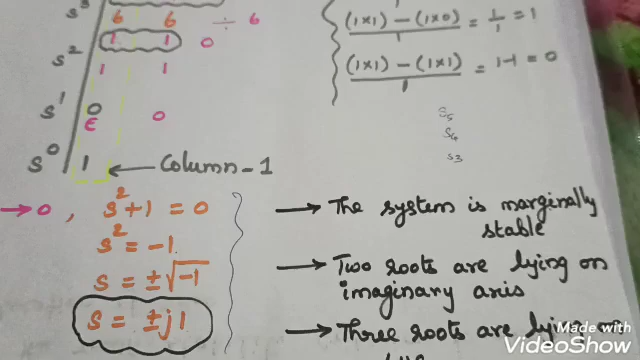 s³
6 6 ÷ 6
s² 1 1 0
1 1
s¹ 0
ε 0
s⁰ 1 ← Column-1
(1×1) − (1×0) / 1 = 1/1 = 1
(1×1) − (1×1) / 1 = 1-1 = 0
s5
s4
s3
→ 0 , s²+1 = 0
s² = -1
s = ±√-1
s = ±j1
→ The system is marginally
stable
→ Two roots are lying on
imaginary axis
→ Three roots are lying on
Made with
VideoShow